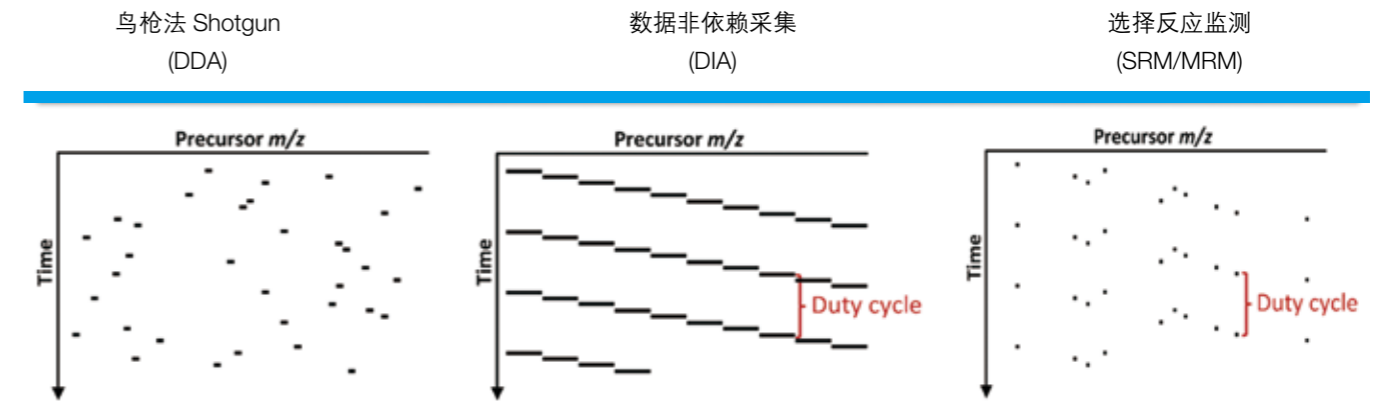 鸟枪法 Shotgun
(DDA)
数据非依赖采集
(DIA)
选择反应监测
(SRM/MRM)
Precursor m/z
Time
Precursor m/z
Time
Duty cycle
Precursor m/z
Time
Duty cycle